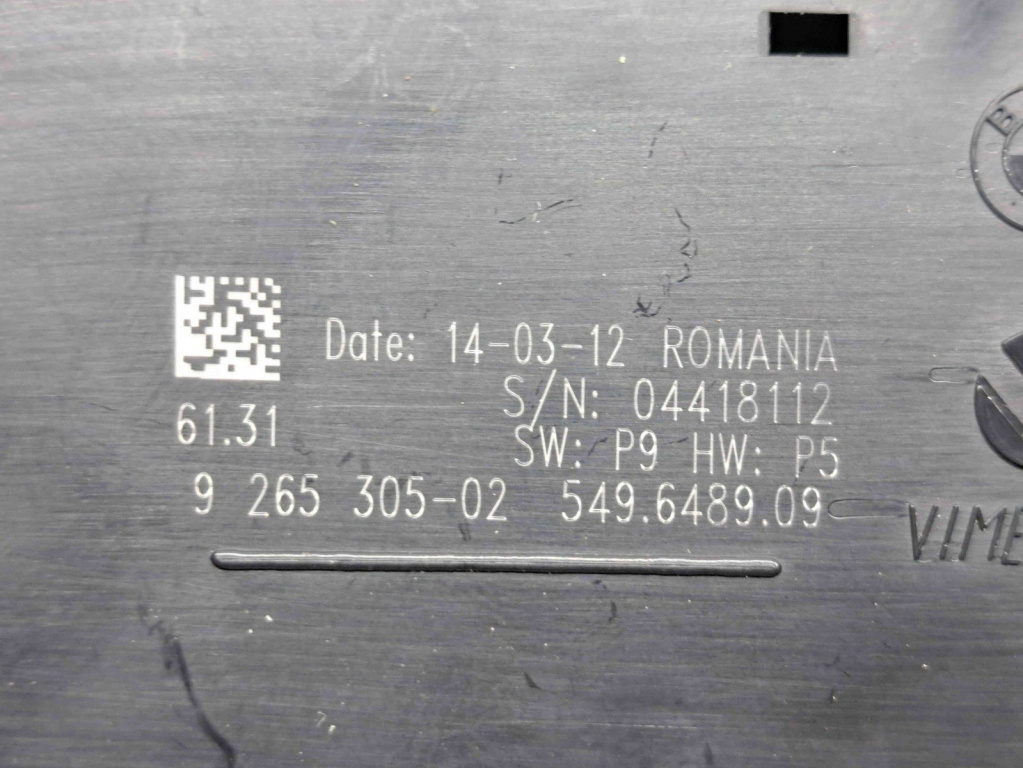 Date: 14-03-12 ROMANIA
S/N: 04418112
61.31
SW: P9 HW: P5
9 265 305-02 549.6489.09